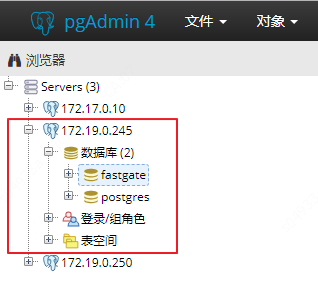 pgAdmin 4 文件 对象
浏览器
Servers (3)
172.17.0.10
172.19.0.245
数据库 (2)
fastgate
postgres
登录/组角色
表空间
172.19.0.250